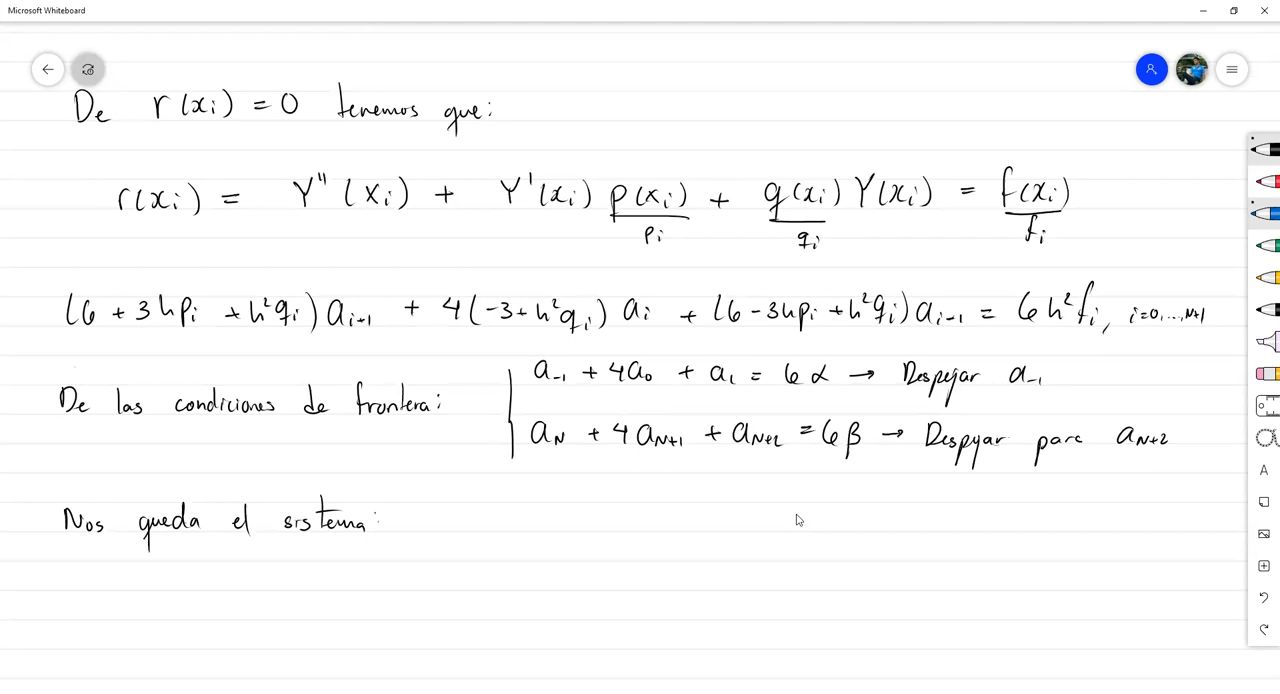 Microsoft Whiteboard
De r(xᵢ) = 0 tenemos que:
r(xᵢ) = Y''(xᵢ) + Y'(xᵢ) p(xᵢ) + q(xᵢ) Y(xᵢ) = f(xᵢ)
pᵢ qᵢ fᵢ
(6 + 3hpᵢ + h²qᵢ) aᵢ₊₁ + 4(-3 + h²qᵢ) aᵢ + (6 - 3hpᵢ + h²qᵢ) aᵢ₋₁ = 6h²fᵢ, i=0,...,N+1
De las condiciones de frontera:
a₋₁ + 4a₀ + a₁ = 6α → Despejar a₋₁
a_N + 4a_{N+1} + a_{N+2} = 6β → Despejar para a_{N+2}
Nos queda el sistema:
A